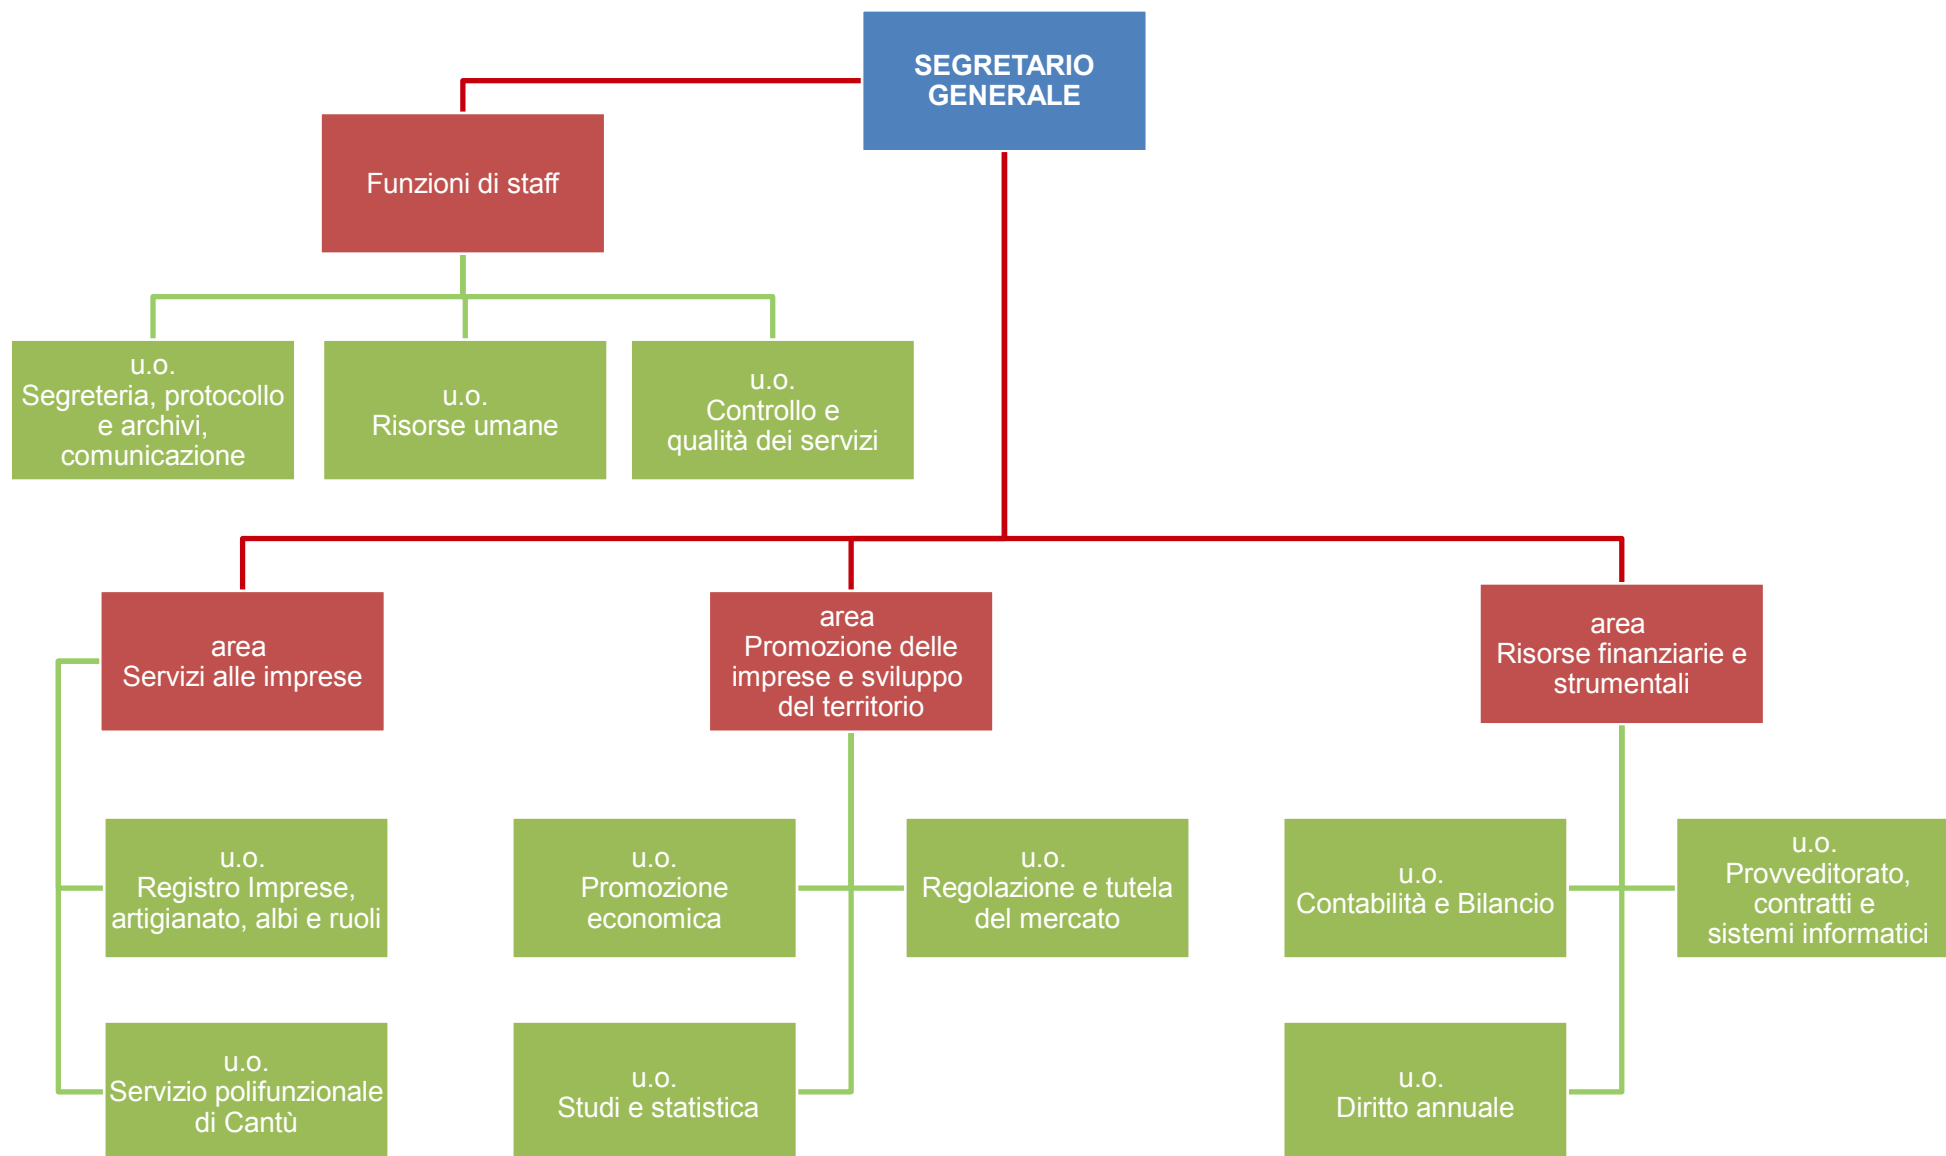 SEGRETARIO
GENERALE
Funzioni di staff
u.o.
Segreteria, protocollo
e archivi,
comunicazione
u.o.
Risorse umane
u.o.
Controllo e
qualità dei servizi
area
Servizi alle imprese
area
Promozione delle
imprese e sviluppo
del territorio
area
Risorse finanziarie e
strumentali
u.o.
Registro Imprese,
artigianato, albi e ruoli
u.o.
Promozione
economica
u.o.
Regolazione e tutela
del mercato
u.o.
Contabilità e Bilancio
u.o.
Provveditorato,
contratti e
sistemi informatici
u.o.
Servizio polifunzionale
di Cantù
u.o.
Studi e statistica
u.o.
Diritto annuale